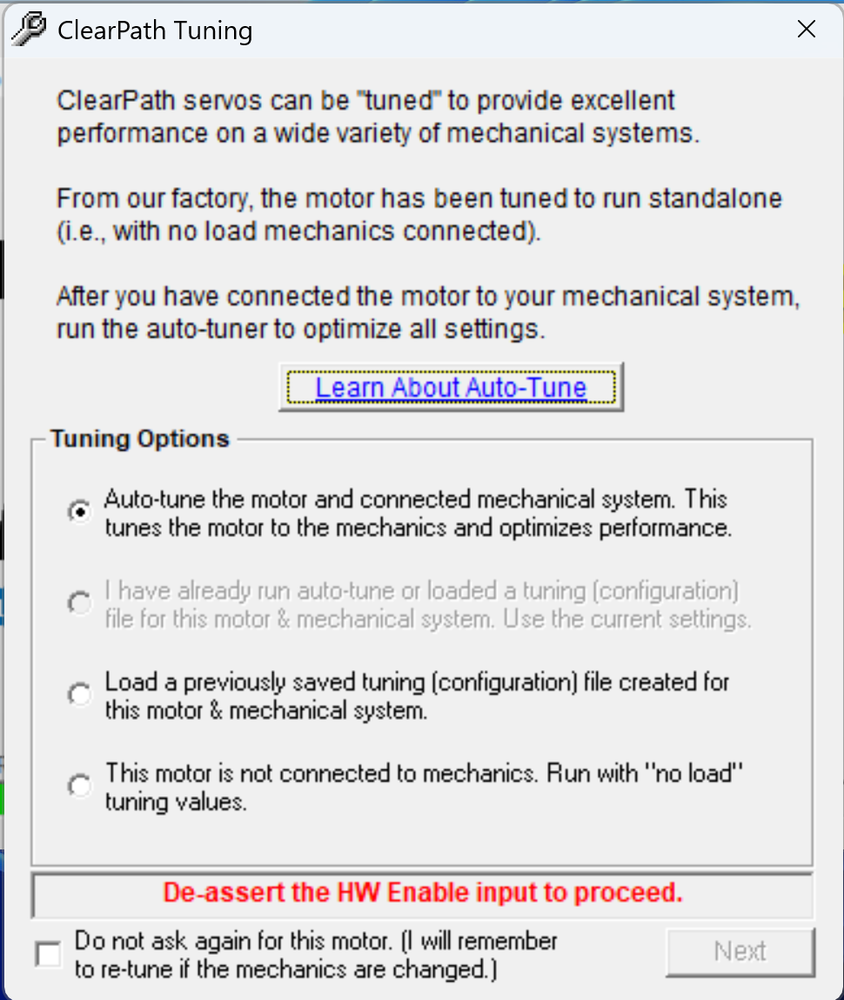 ClearPath Tuning
ClearPath servos can be "tuned" to provide excellent
performance on a wide variety of mechanical systems.
From our factory, the motor has been tuned to run standalone
(i.e., with no load mechanics connected).
After you have connected the motor to your mechanical system,
run the auto-tuner to optimize all settings.
Learn About Auto-Tune
Tuning Options
Auto-tune the motor and connected mechanical system. This
tunes the motor to the mechanics and optimizes performance.
I have already run auto-tune or loaded a tuning (configuration)
file for this motor & mechanical system. Use the current settings.
Load a previously saved tuning (configuration) file created for
this motor & mechanical system.
This motor is not connected to mechanics. Run with "no load"
tuning values.
De-assert the HW Enable input to proceed.
Do not ask again for this motor. (I will remember
to re-tune if the mechanics are changed.)
Next